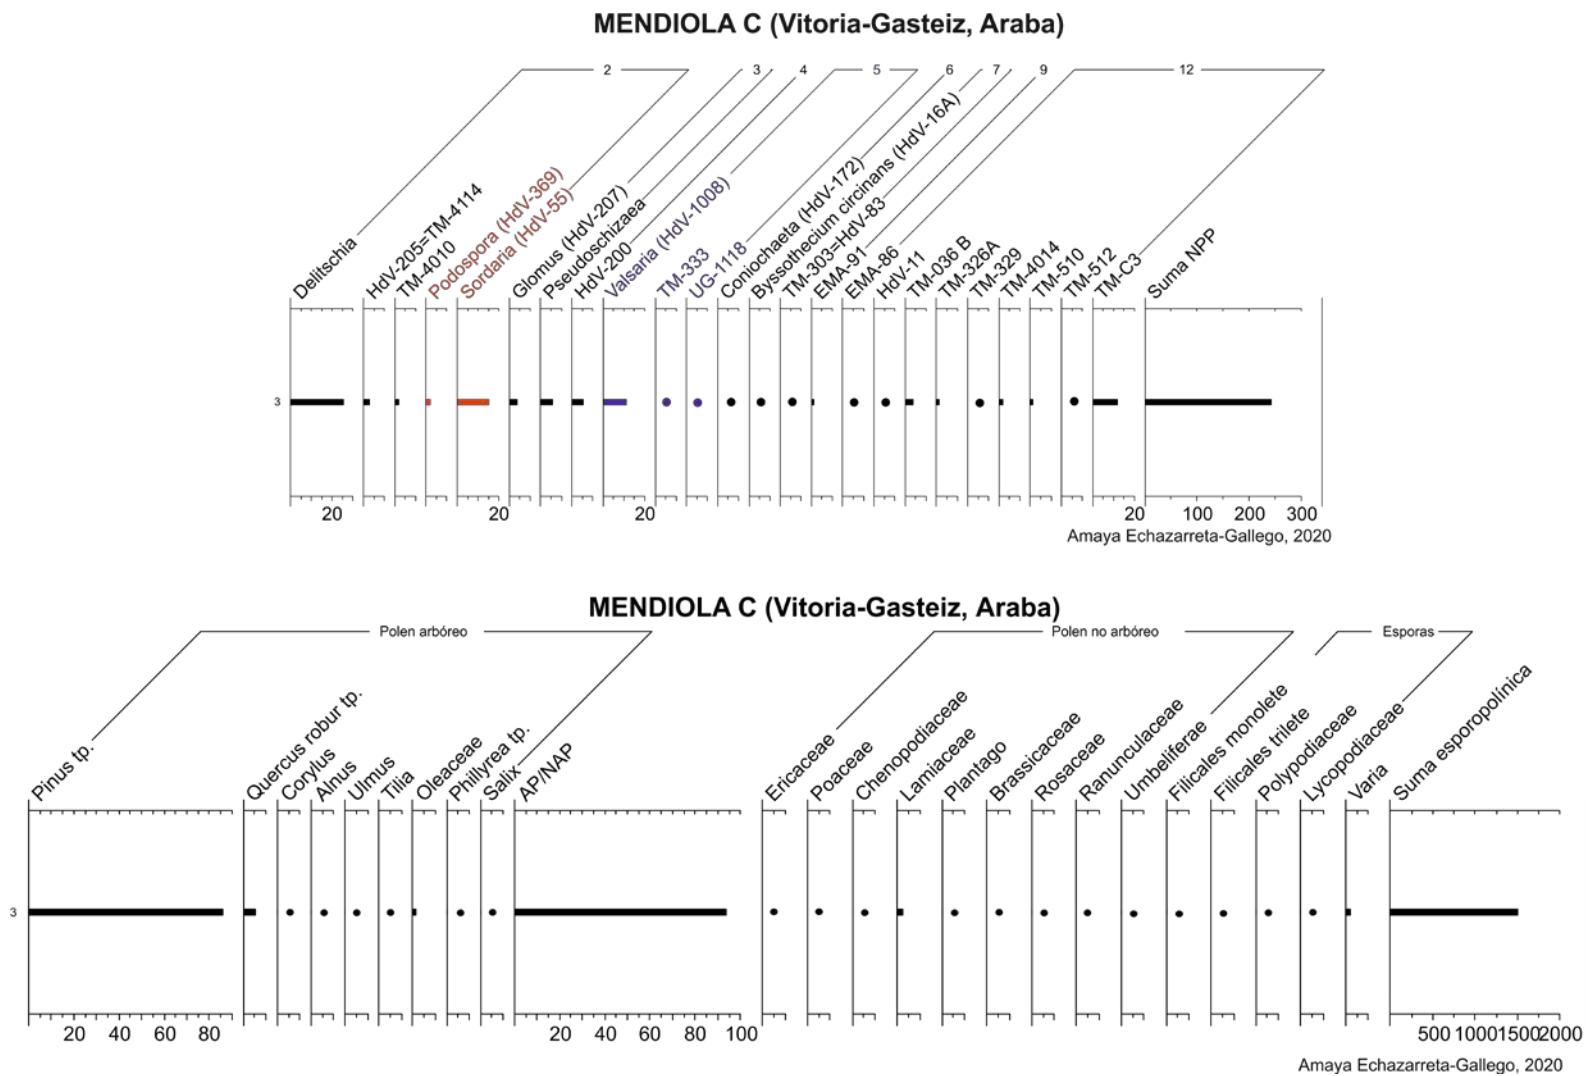 MENDIOLA C (Vitoria-Gasteiz, Araba)
2 3 4 5 6 7 9 12
Delitschia
HdV-205=TM-4114
TM-4010
Podospora (HdV-369)
Sordaria (HdV-55)
Glomus (HdV-207)
Pseudoschizaea
HdV-200
Valsaria (HdV-1008)
TM-333
UG-1118
Coniochaeta (HdV-172)
Byssothecium circinans (HdV-16A)
TM-303=HdV-83
EMA-91
EMA-86
HdV-11
TM-036 B
TM-326A
TM-329
TM-4014
TM-510
TM-512
TM-C3
Suma NPP
3
20 20 20 20 100 200 300
Amaya Echazarreta-Gallego, 2020
MENDIOLA C (Vitoria-Gasteiz, Araba)
Polen arbóreo Polen no arbóreo Esporas
Pinus tp.
Quercus robur tp.
Corylus
Alnus
Ulmus
Tilia
Oleaceae
Phillyrea tp.
Salix
AP/NAP
Ericaceae
Poaceae
Chenopodiaceae
Lamiaceae
Plantago
Brassicaceae
Rosaceae
Ranunculaceae
Umbeliferae
Filicales monolete
Filicales trilete
Polypodiaceae
Lycopodiaceae
Varia
Suma esporopolínica
3
20 40 60 80 20 40 60 80 100 500 1000 1500 2000
Amaya Echazarreta-Gallego, 2020